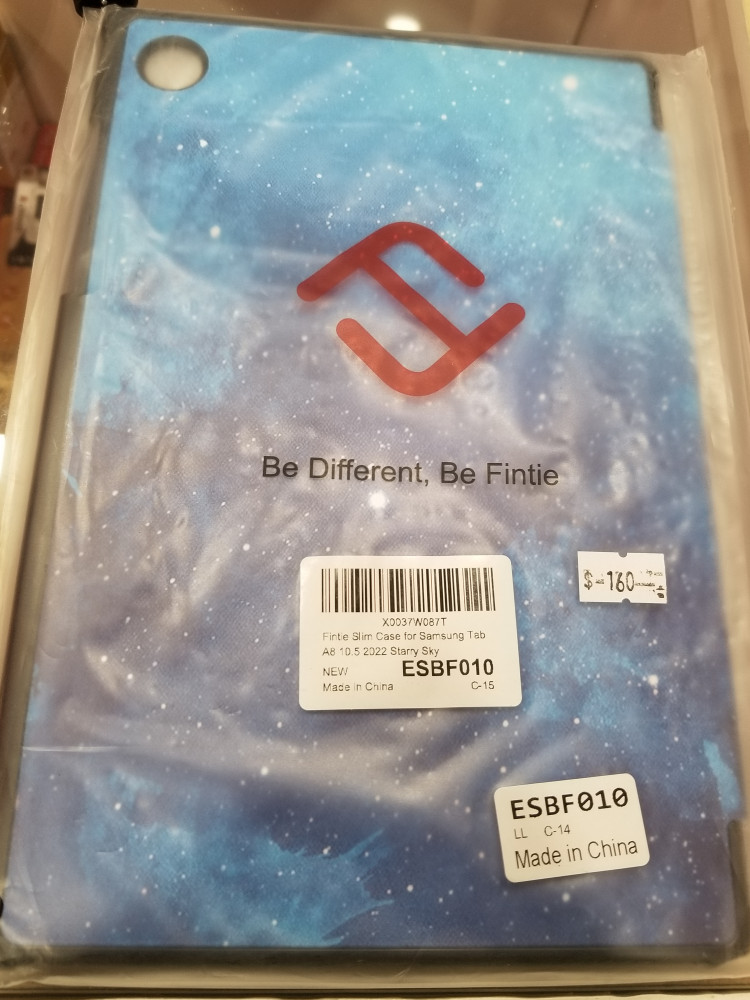 Be Different, Be Fintie
$ 160
X0037W087T
Fintie Slim Case for Samsung Tab
A8 10.5 2022 Starry Sky
NEW ESBF010
Made in China C-15
ESBF010
LL C-14
Made in China